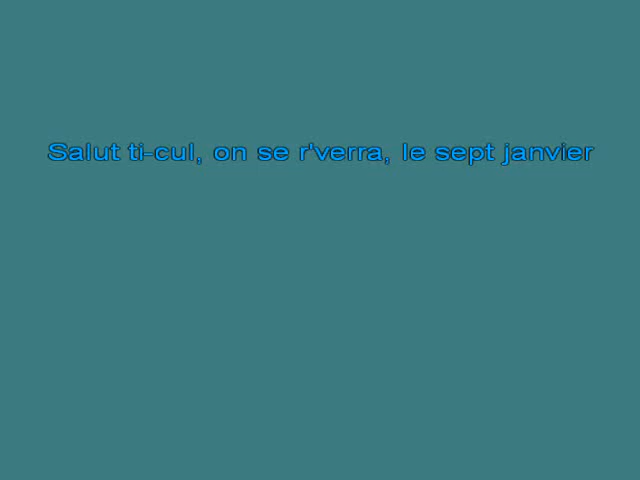 Salut ti-cul, on se r'verra, le sept janvier